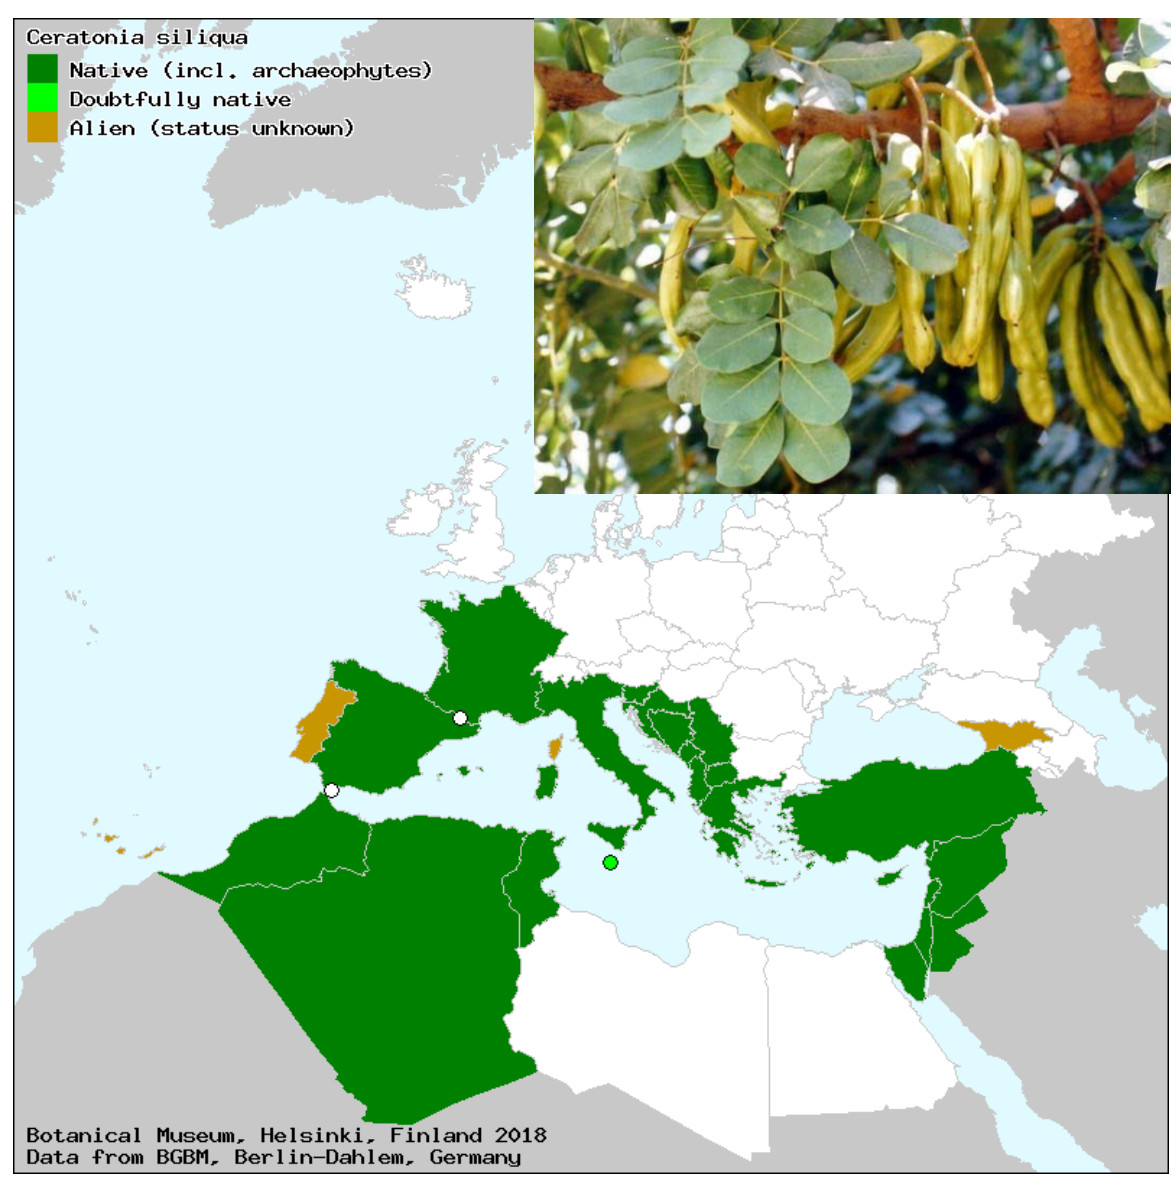 Ceratonia siliqua
Native (incl. archaeophytes)
Doubtfully native
Alien (status unknown)
Botanical Museum, Helsinki, Finland 2018
Data from BGBM, Berlin-Dahlem, Germany